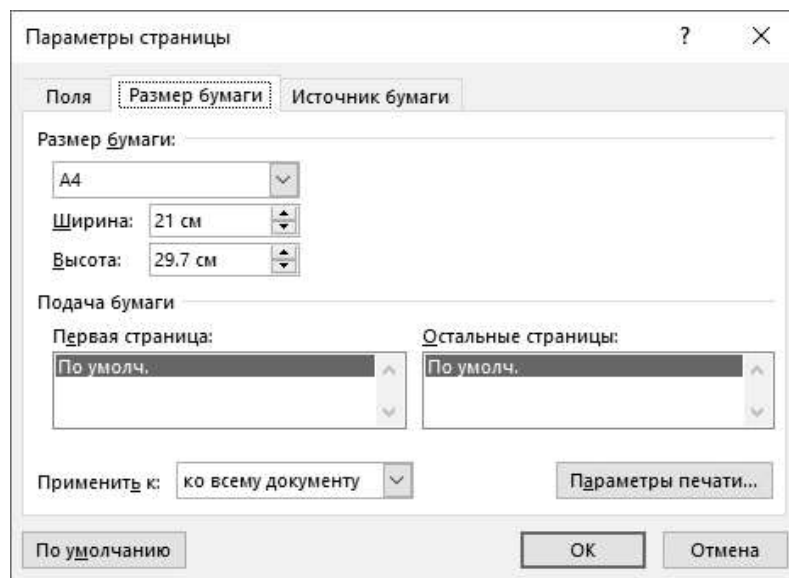 Параметры страницы ?
Поля Размер бумаги Источник бумаги
Размер бумаги:
A4
Ширина: 21 см
Высота: 29.7 см
Подача бумаги
Первая страница: Остальные страницы:
По умолч. По умолч.
Применить к: ко всему документу Параметры печати...
По умолчанию ОК Отмена